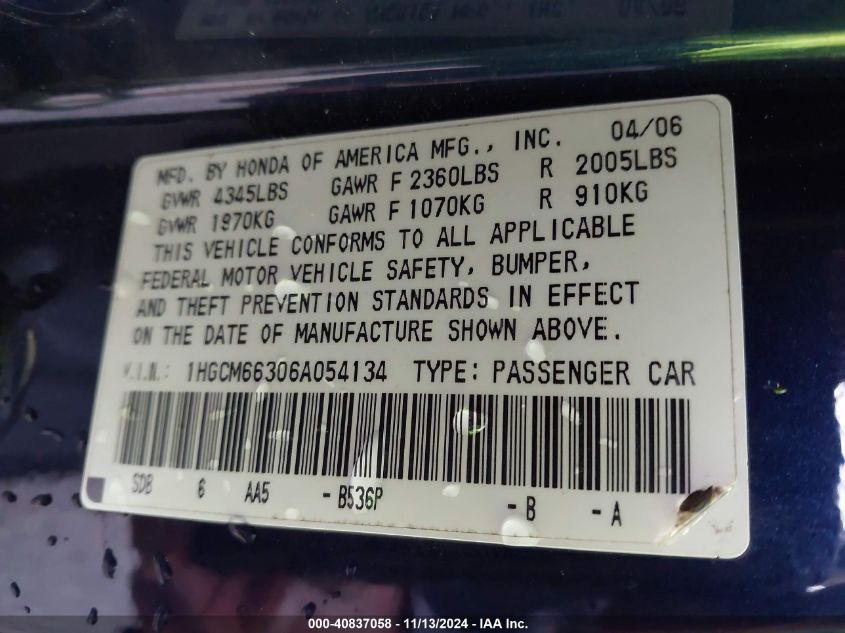 MFD. BY HONDA OF AMERICA MFG., INC. 04/06
GVWR 4345LBS GAWR F 2360LBS R 2005LBS
GVWR 1970KG GAWR F 1070KG R 910KG
THIS VEHICLE CONFORMS TO ALL APPLICABLE
FEDERAL MOTOR VEHICLE SAFETY, BUMPER,
AND THEFT PREVENTION STANDARDS IN EFFECT
ON THE DATE OF MANUFACTURE SHOWN ABOVE.
V.I.N.: 1HGCM66306A054134 TYPE: PASSENGER CAR
SDB 6 AA5 -B536P -B -A
000-40837058 - 11/13/2024 - IAA Inc.